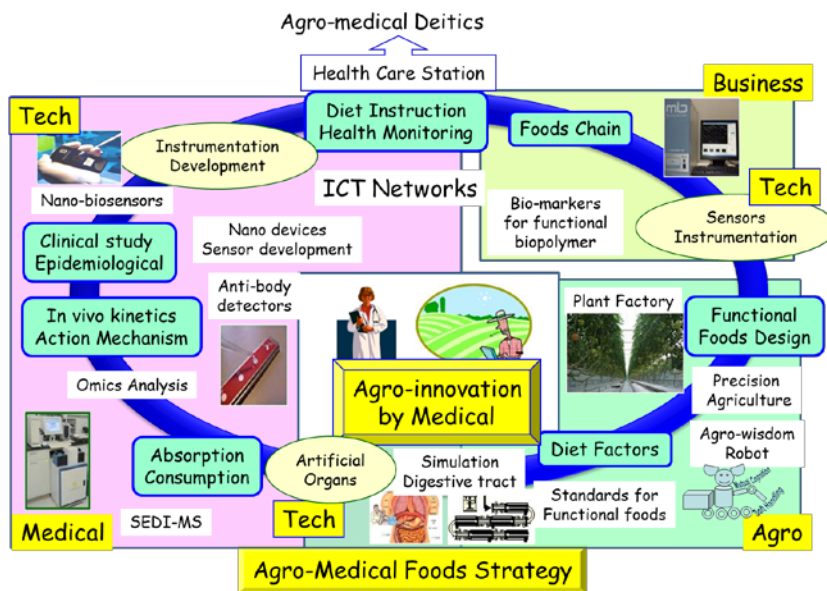 Agro-medical Deitics
Health Care Station
Business
Tech
Diet Instruction
Health Monitoring
Foods Chain
mlb
Instrumentation
Development
ICT Networks
Tech
Nano-biosensors
Bio-markers
for functional
biopolymer
Sensors
Instrumentation
Clinical study
Epidemiological
Nano devices
Sensor development
Anti-body
detectors
Plant Factory
In vivo kinetics
Action Mechanism
Functional
Foods Design
Omics Analysis
Agro-innovation
by Medical
Precision
Agriculture
Agro-wisdom
Robot
Absorption
Consumption
Artificial
Organs
Simulation
Digestive tract
Diet Factors
Standards for
Functional foods
Medical
SEDI-MS
Tech
Agro
Agro-Medical Foods Strategy